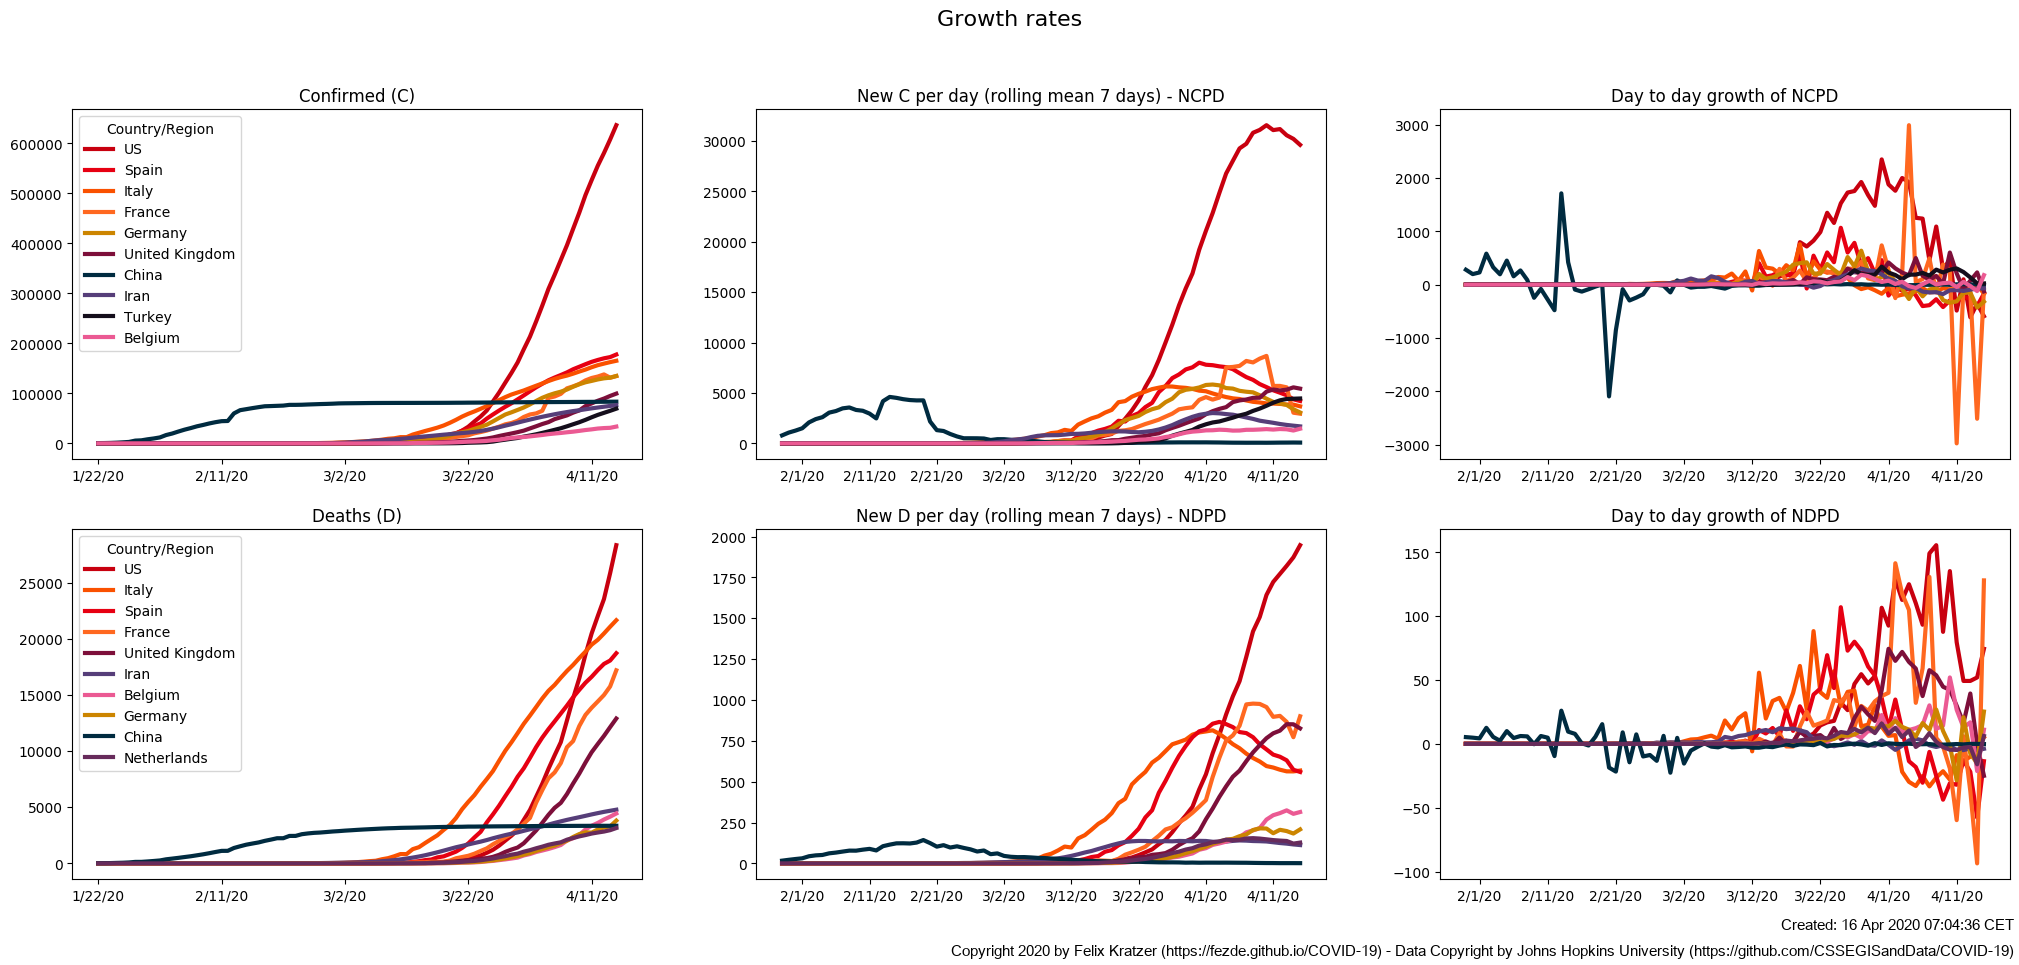 Growth rates
Confirmed (C)
600000
500000
400000
300000
200000
100000
0
Country/Region
US
Spain
Italy
France
Germany
United Kingdom
China
Iran
Turkey
Belgium
1/22/20 2/11/20 3/2/20 3/22/20 4/11/20
New C per day (rolling mean 7 days) - NCPD
30000
25000
20000
15000
10000
5000
0
2/1/20 2/11/20 2/21/20 3/2/20 3/12/20 3/22/20 4/1/20 4/11/20
Day to day growth of NCPD
3000
2000
1000
0
−1000
−2000
−3000
2/1/20 2/11/20 2/21/20 3/2/20 3/12/20 3/22/20 4/1/20 4/11/20
Deaths (D)
25000
20000
15000
10000
5000
0
Country/Region
US
Italy
Spain
France
United Kingdom
Iran
Belgium
Germany
China
Netherlands
1/22/20 2/11/20 3/2/20 3/22/20 4/11/20
New D per day (rolling mean 7 days) - NDPD
2000
1750
1500
1250
1000
750
500
250
0
2/1/20 2/11/20 2/21/20 3/2/20 3/12/20 3/22/20 4/1/20 4/11/20
Day to day growth of NDPD
150
100
50
0
−50
−100
2/1/20 2/11/20 2/21/20 3/2/20 3/12/20 3/22/20 4/1/20 4/11/20
Created: 16 Apr 2020 07:04:36 CET
Copyright 2020 by Felix Kratzer (https://fezde.github.io/COVID-19) - Data Copyright by Johns Hopkins University (https://github.com/CSSEGISandData/COVID-19)